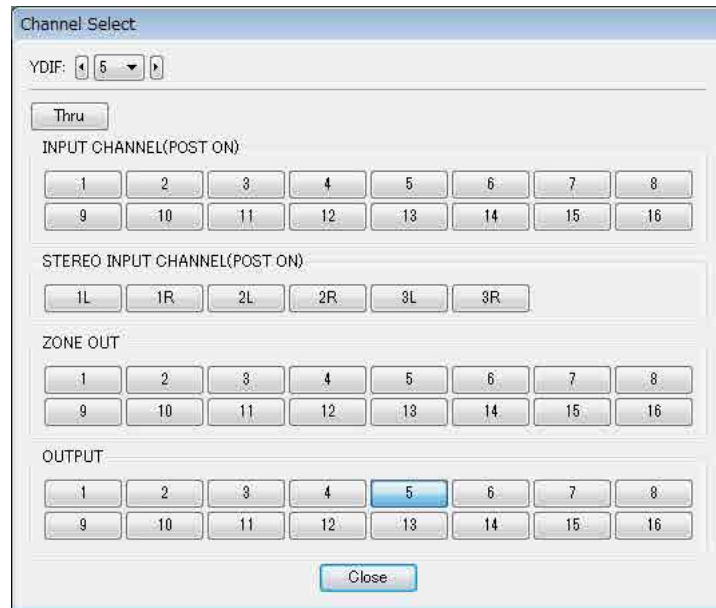 Channel Select
YDIF: 5
Thru
INPUT CHANNEL(POST ON)
1 2 3 4 5 6 7 8
9 10 11 12 13 14 15 16
STEREO INPUT CHANNEL(POST ON)
1L 1R 2L 2R 3L 3R
ZONE OUT
1 2 3 4 5 6 7 8
9 10 11 12 13 14 15 16
OUTPUT
1 2 3 4 5 6 7 8
9 10 11 12 13 14 15 16
Close